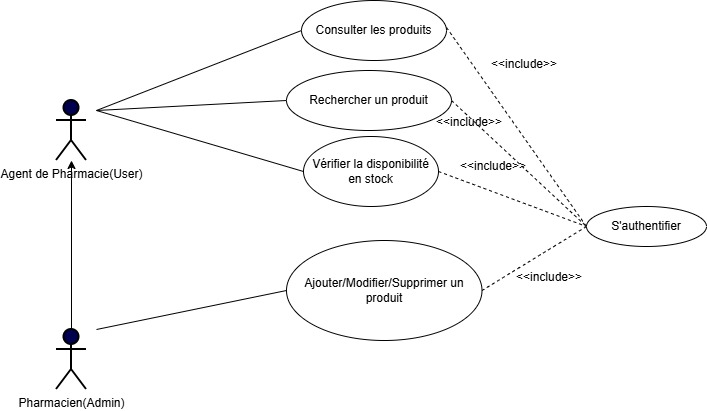 Consulter les produits
<<include>>
Rechercher un produit
<<include>>
Vérifier la disponibilité
en stock
<<include>>
Agent de Pharmacie(User)
S'authentifier
Ajouter/Modifier/Supprimer un
produit
<<include>>
Pharmacien(Admin)